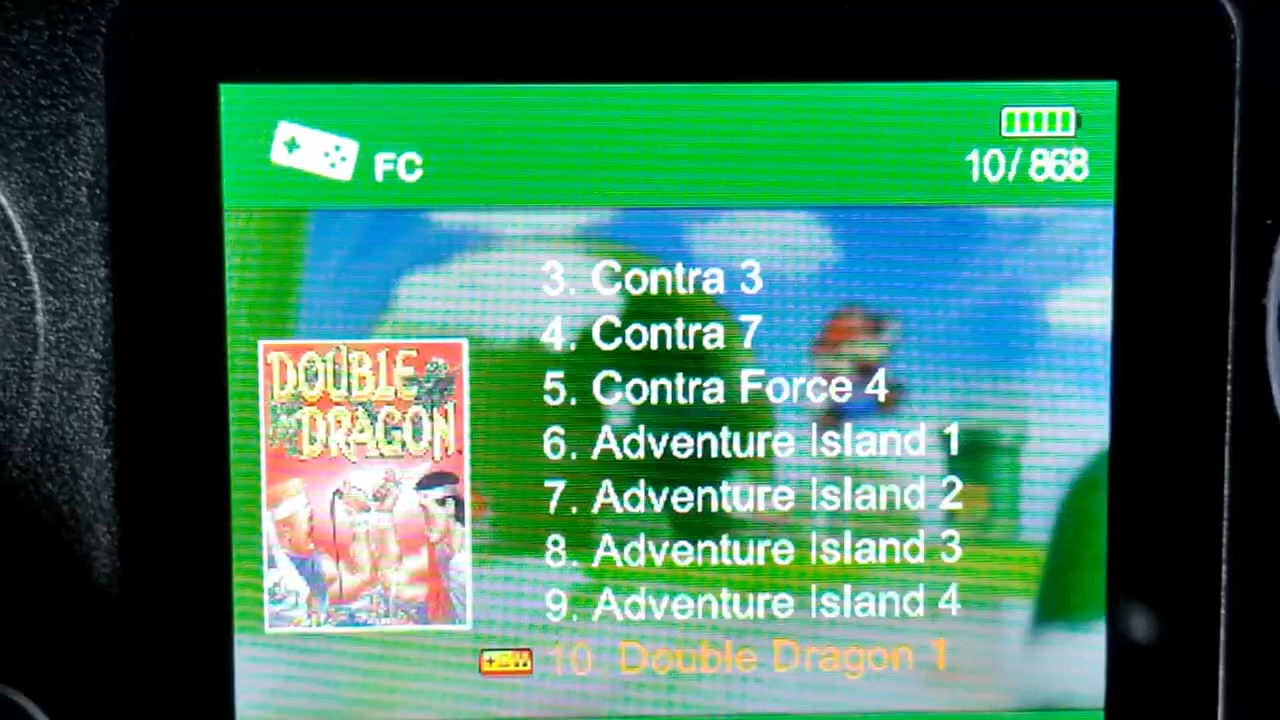 FC
10/868
3. Contra 3
4. Contra 7
5. Contra Force 4
6. Adventure Island 1
7. Adventure Island 2
8. Adventure Island 3
9. Adventure Island 4
10. Double Dragon 1
DOUBLE
DRAGON